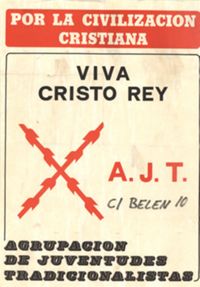 POR LA CIVILIZACION
CRISTIANA
VIVA
CRISTO REY
A. J. T.
C/ BELEN 10
AGRUPACION
DE JUVENTUDES
TRADICIONALISTAS